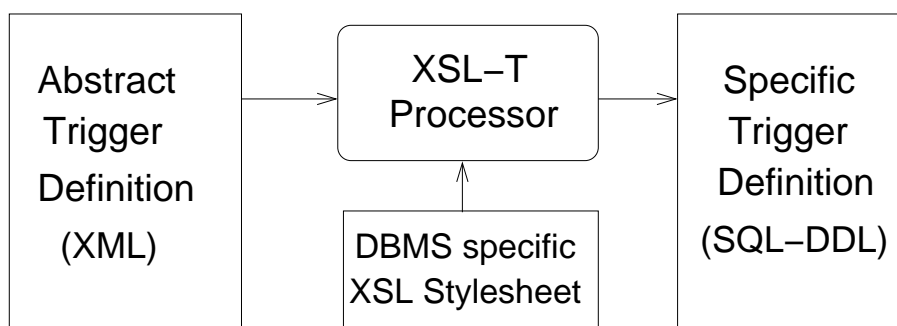 Abstract
Trigger
Definition
(XML)
XSL−T
Processor
DBMS specific
XSL Stylesheet
Specific
Trigger
Definition
(SQL−DDL)